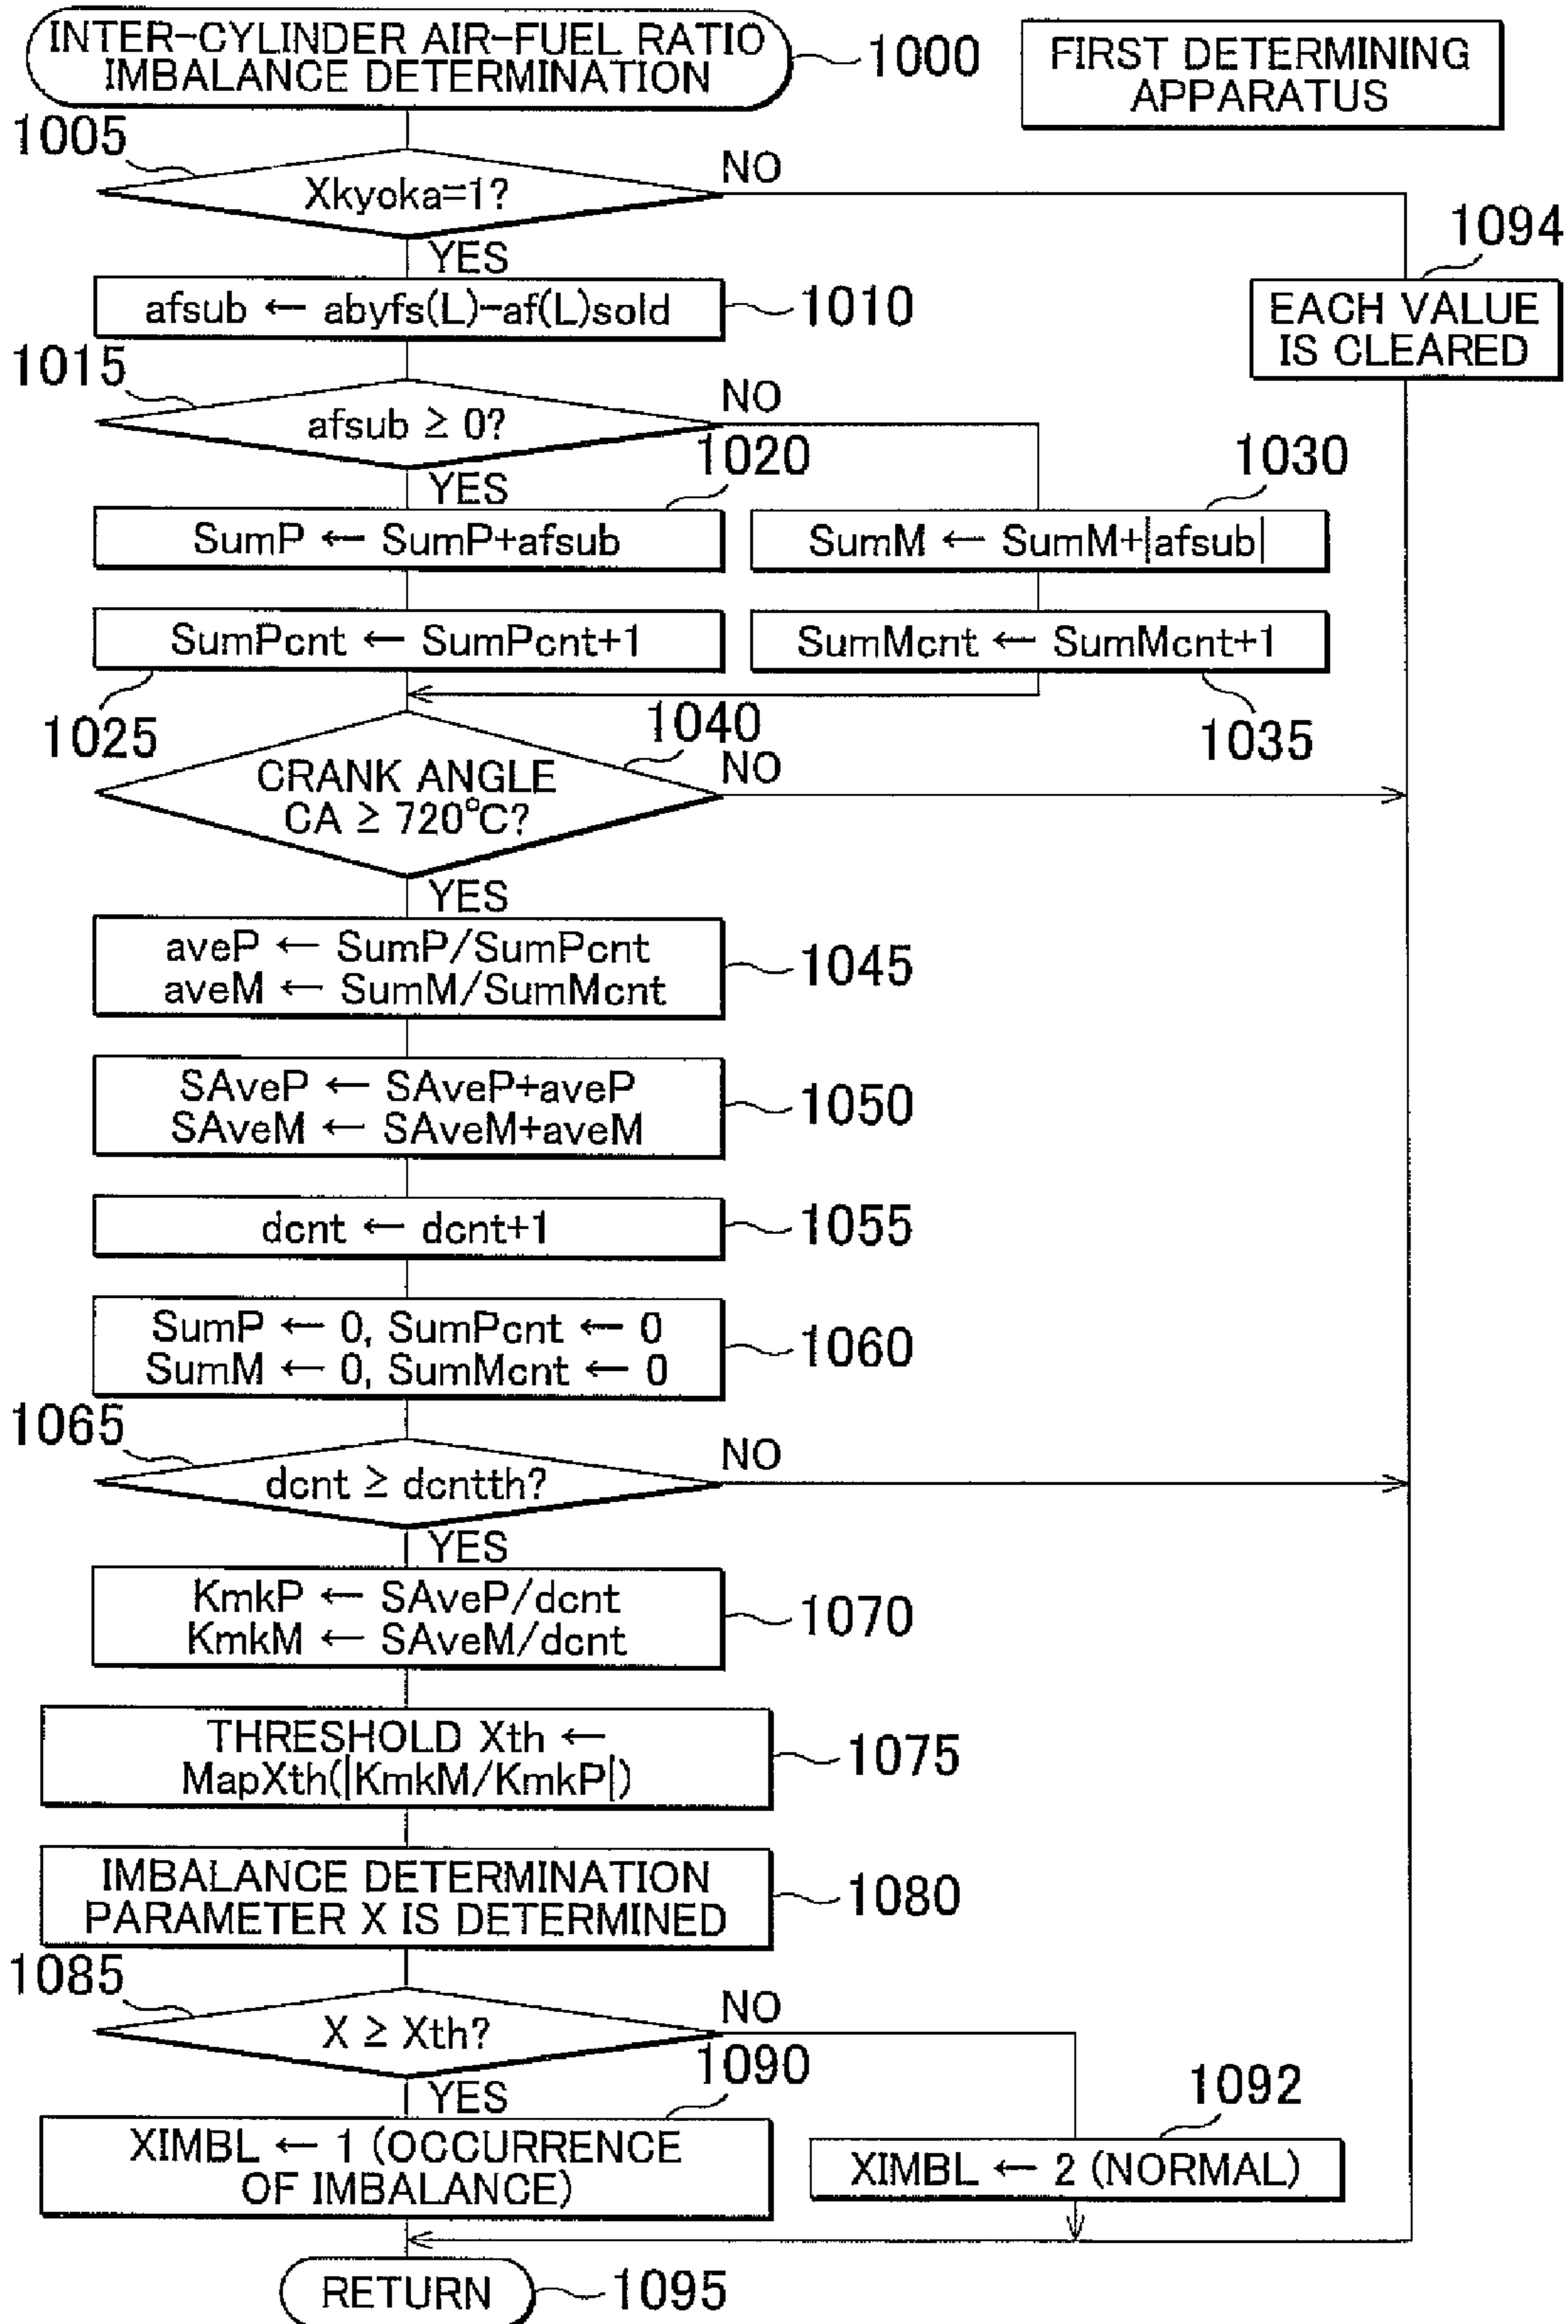 INTER-CYLINDER AIR-FUEL RATIO
IMBALANCE DETERMINATION
1000
FIRST DETERMINING
APPARATUS
1005
Xkyoka=1?
NO
YES
1094
EACH VALUE
IS CLEARED
afsub ← abyfs(L)-af(L)sold
1010
1015
afsub ≥ 0?
NO
YES
1020
1030
SumP ← SumP+afsub
SumM ← SumM+|afsub|
SumPcnt ← SumPcnt+1
SumMcnt ← SumMcnt+1
1025
1035
1040
CRANK ANGLE
CA ≥ 720°C?
NO
YES
aveP ← SumP/SumPcnt
aveM ← SumM/SumMcnt
1045
SAveP ← SAveP+aveP
SAveM ← SAveM+aveM
1050
dcnt ← dcnt+1
1055
SumP ← 0, SumPcnt ← 0
SumM ← 0, SumMcnt ← 0
1060
1065
dcnt ≥ dcntth?
NO
YES
KmkP ← SAveP/dcnt
KmkM ← SAveM/dcnt
1070
THRESHOLD Xth ←
MapXth(|KmkM/KmkP|)
1075
IMBALANCE DETERMINATION
PARAMETER X IS DETERMINED
1080
1085
X ≥ Xth?
NO
YES
1090
1092
XIMBL ← 1 (OCCURRENCE
OF IMBALANCE)
XIMBL ← 2 (NORMAL)
RETURN
1095